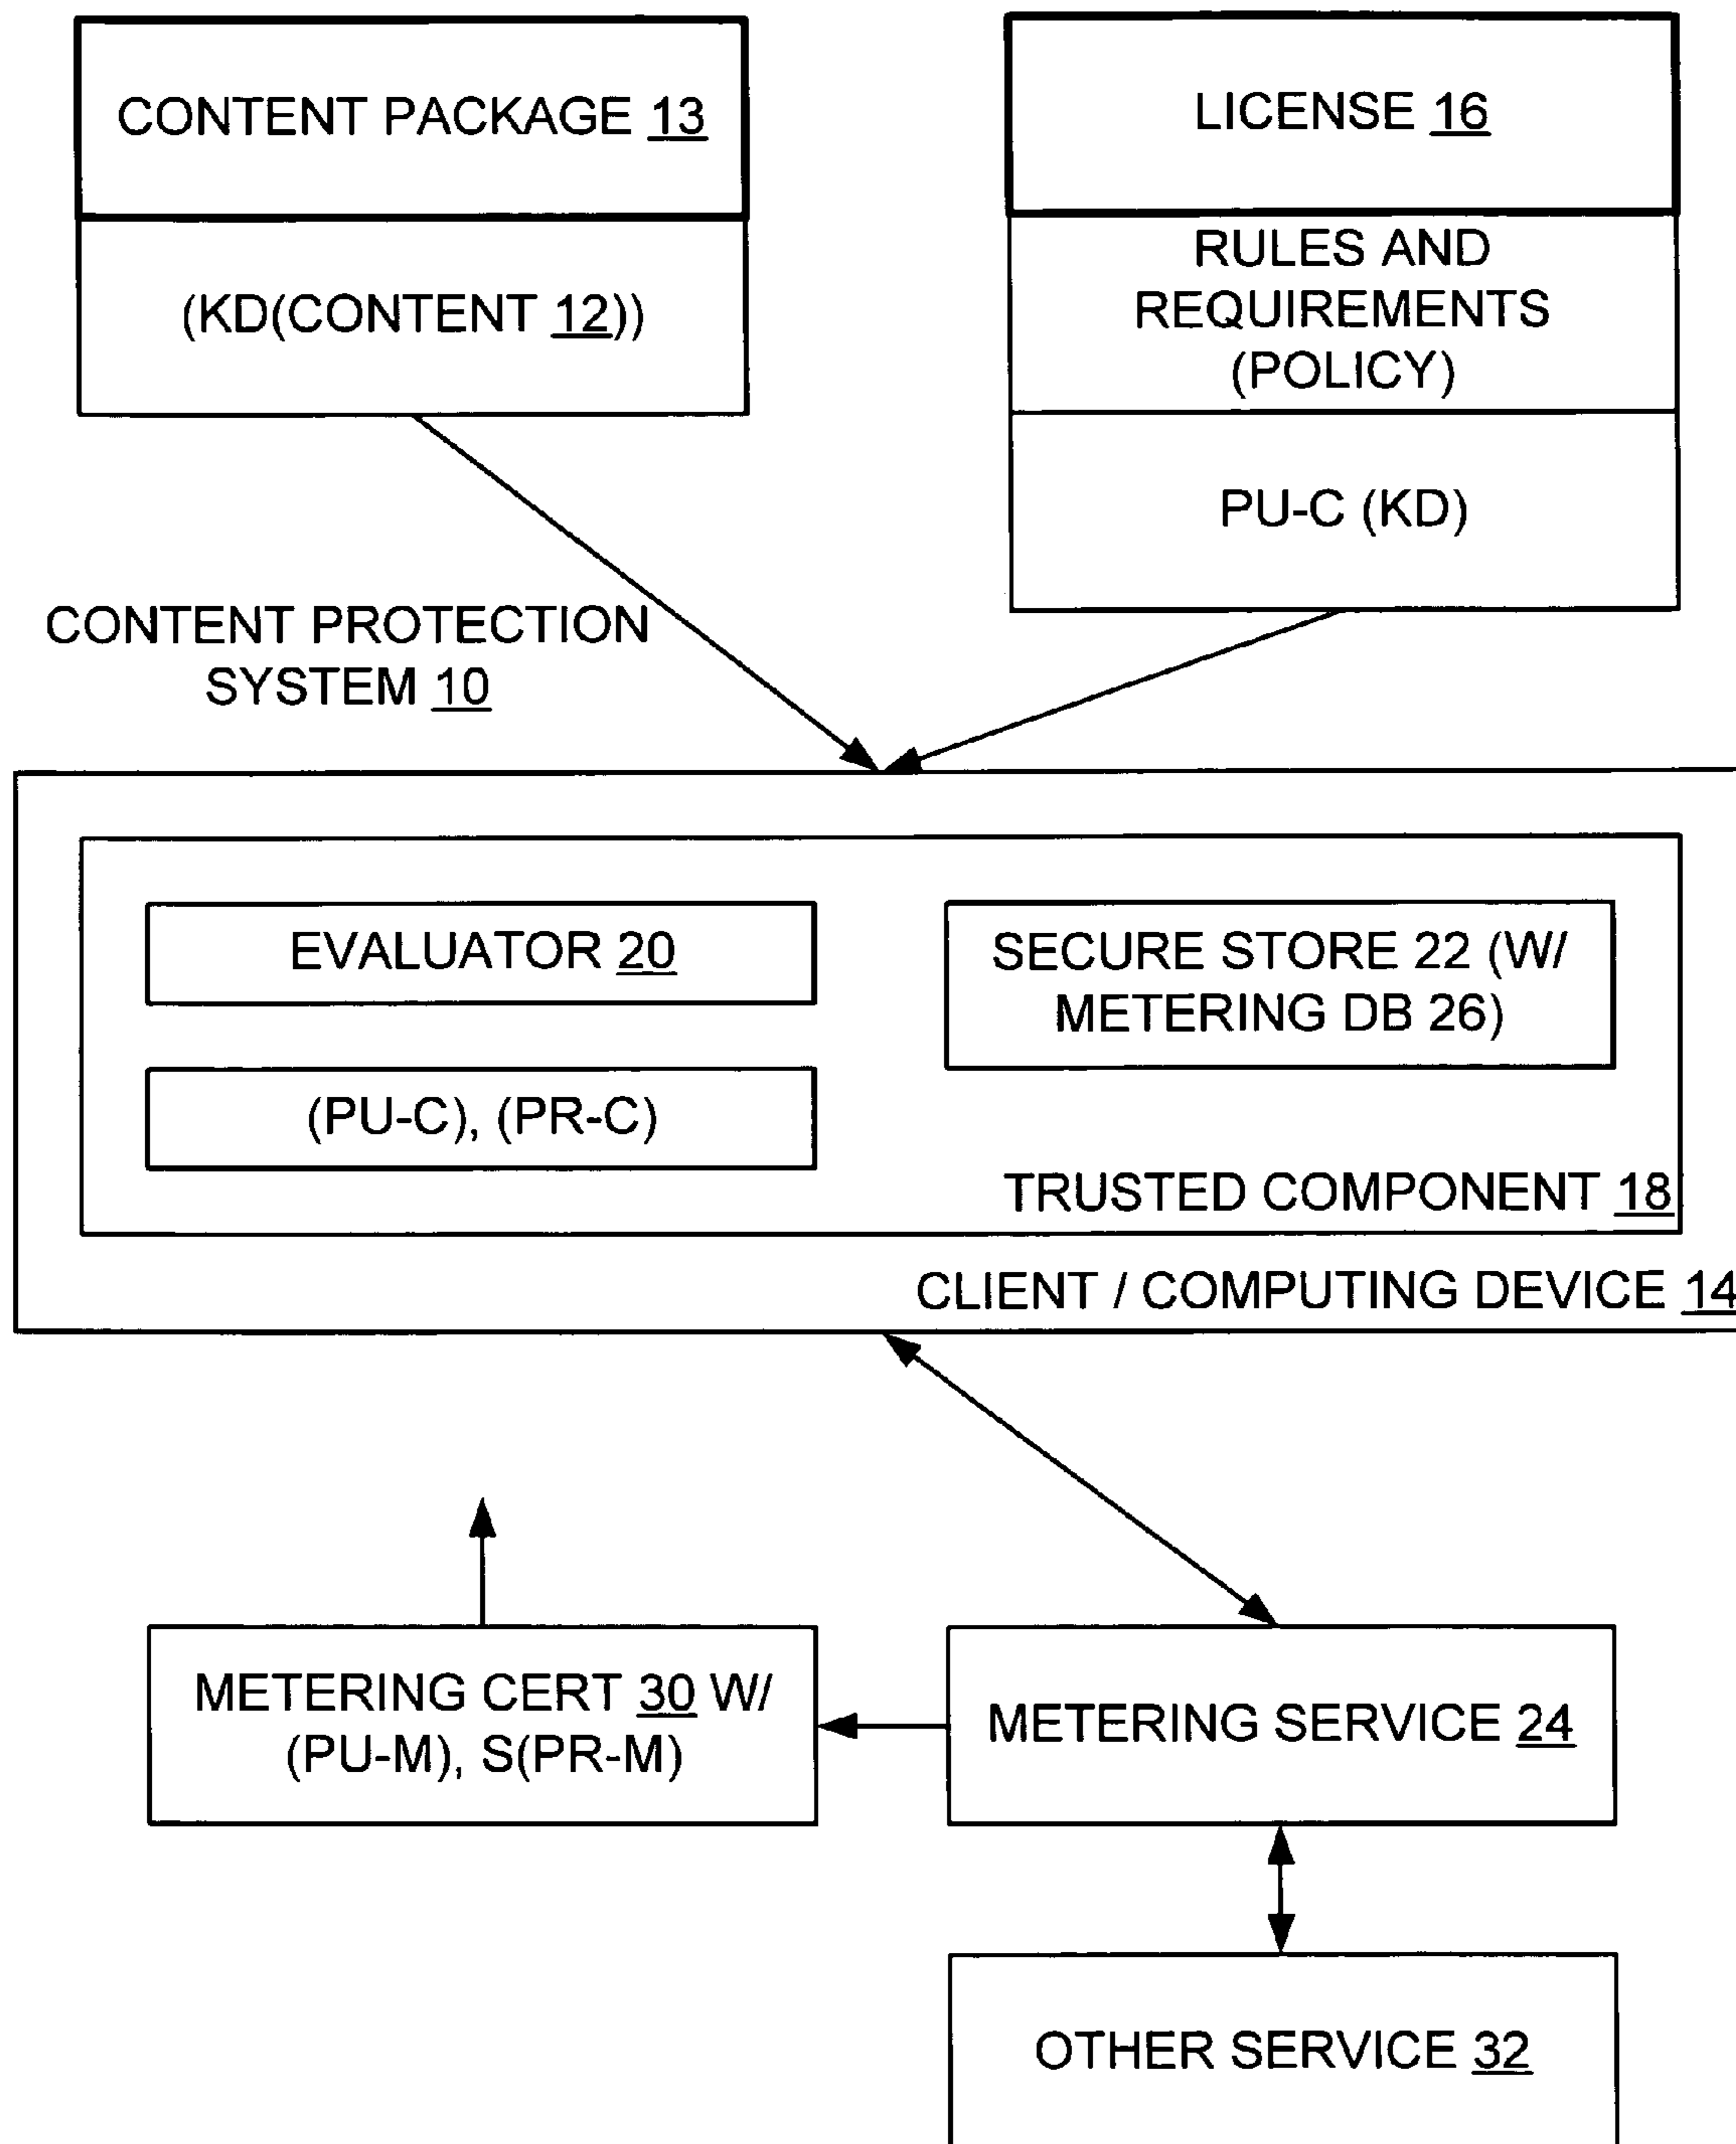 CONTENT PACKAGE 13
(KD(CONTENT 12))
LICENSE 16
RULES AND
REQUIREMENTS
(POLICY)
PU-C (KD)
CONTENT PROTECTION
SYSTEM 10
EVALUATOR 20
(PU-C), (PR-C)
SECURE STORE 22 (W/
METERING DB 26)
TRUSTED COMPONENT 18
CLIENT / COMPUTING DEVICE 14
METERING CERT 30 W/
(PU-M), S(PR-M)
METERING SERVICE 24
OTHER SERVICE 32